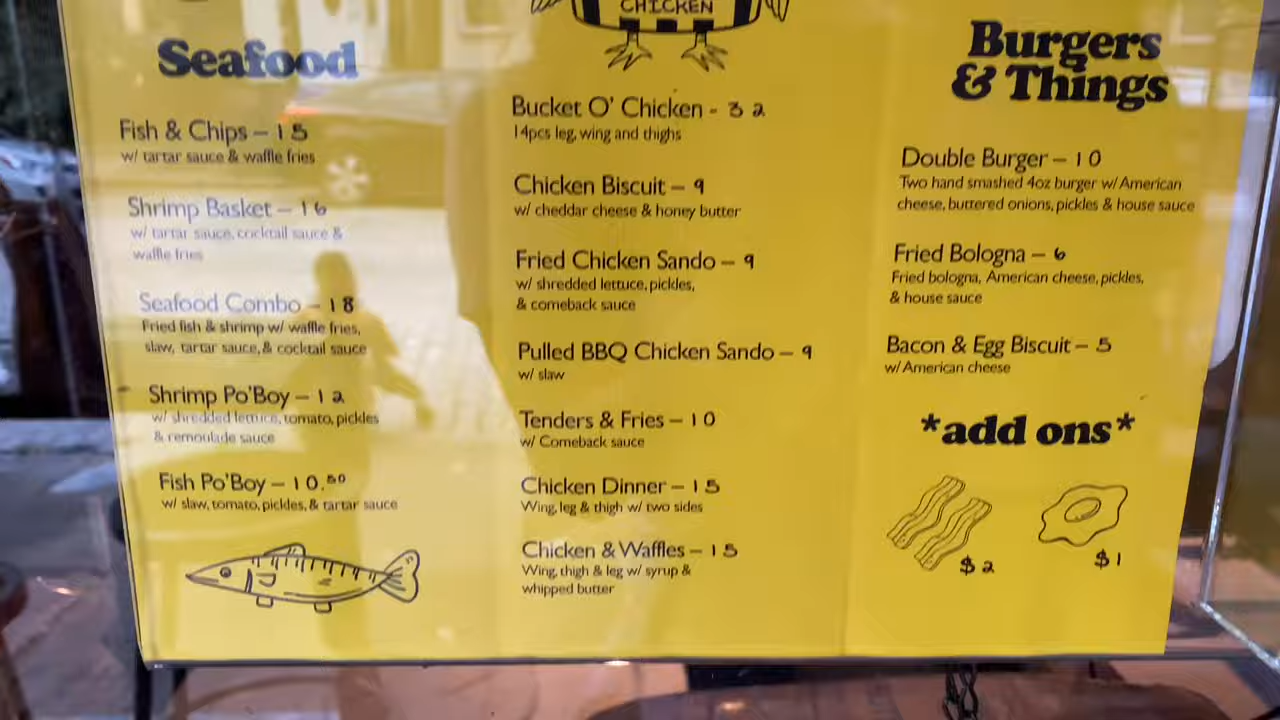 Seafood
Fish & Chips – 15
w/ tartar sauce & waffle fries
Shrimp Basket – 16
w/ tartar sauce, cocktail sauce &
waffle fries
Seafood Combo – 18
Fried fish & shrimp w/ waffle fries,
slaw, tartar sauce, & cocktail sauce
Shrimp Po'Boy – 12
w/ shredded lettuce, tomato, pickles
& remoulade sauce
Fish Po'Boy – 10.50
w/ slaw, tomato, pickles, & tartar sauce
CHICKEN
Bucket O' Chicken - 32
14pcs leg, wing and thighs
Chicken Biscuit – 9
w/ cheddar cheese & honey butter
Fried Chicken Sando – 9
w/ shredded lettuce, pickles,
& comeback sauce
Pulled BBQ Chicken Sando – 9
w/ slaw
Tenders & Fries – 10
w/ Comeback sauce
Chicken Dinner – 15
Wing, leg & thigh w/ two sides
Chicken & Waffles – 15
Wing, thigh & leg w/ syrup &
whipped butter
Burgers
& Things
Double Burger – 10
Two hand smashed 4oz burger w/ American
cheese, buttered onions, pickles & house sauce
Fried Bologna – 6
Fried bologna, American cheese, pickles,
& house sauce
Bacon & Egg Biscuit – 5
w/ American cheese
*add ons*
$2
$1